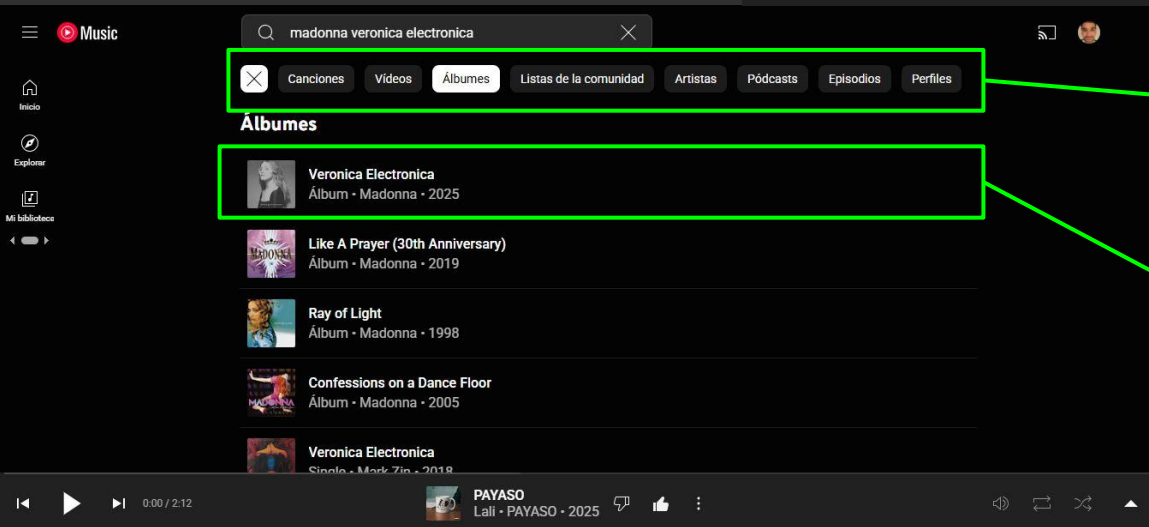 Music
madonna veronica electronica
Canciones
Vídeos
Álbumes
Listas de la comunidad
Artistas
Pódcasts
Episodios
Perfiles
Inicio
Explorar
Mi biblioteca
Álbumes
Veronica Electronica
Álbum • Madonna • 2025
Like A Prayer (30th Anniversary)
Álbum • Madonna • 2019
Ray of Light
Álbum • Madonna • 1998
Confessions on a Dance Floor
Álbum • Madonna • 2005
Veronica Electronica
Single • Mark Zin • 2018
0:00 / 2:12
PAYASO
Lali • PAYASO • 2025
MADONNA
MADONNA